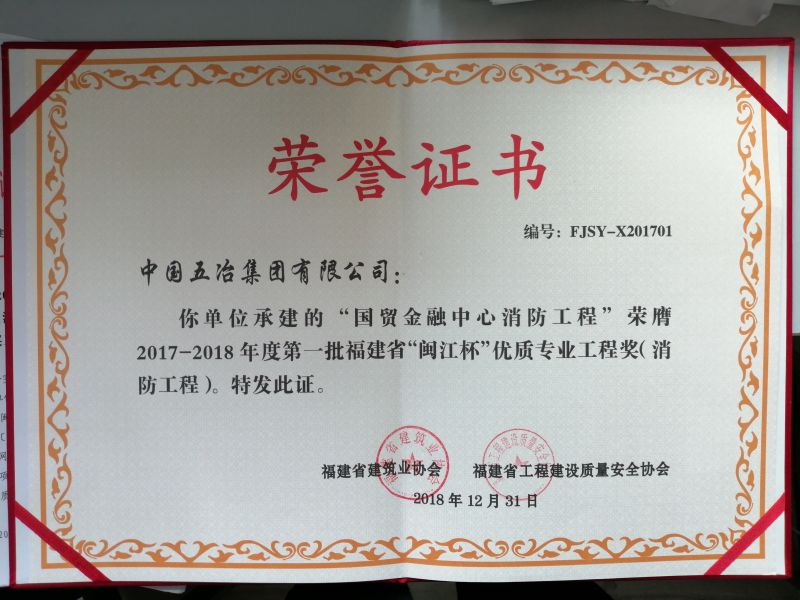 荣誉证书
编号：FJSY-X201701
中国五冶集团有限公司：
你单位承建的“国贸金融中心消防工程”荣膺
2017-2018年度第一批福建省“闽江杯”优质专业工程奖（消
防工程）。特发此证。
福建省建筑业协会 福建省工程建设质量安全协会
2018年12月31日